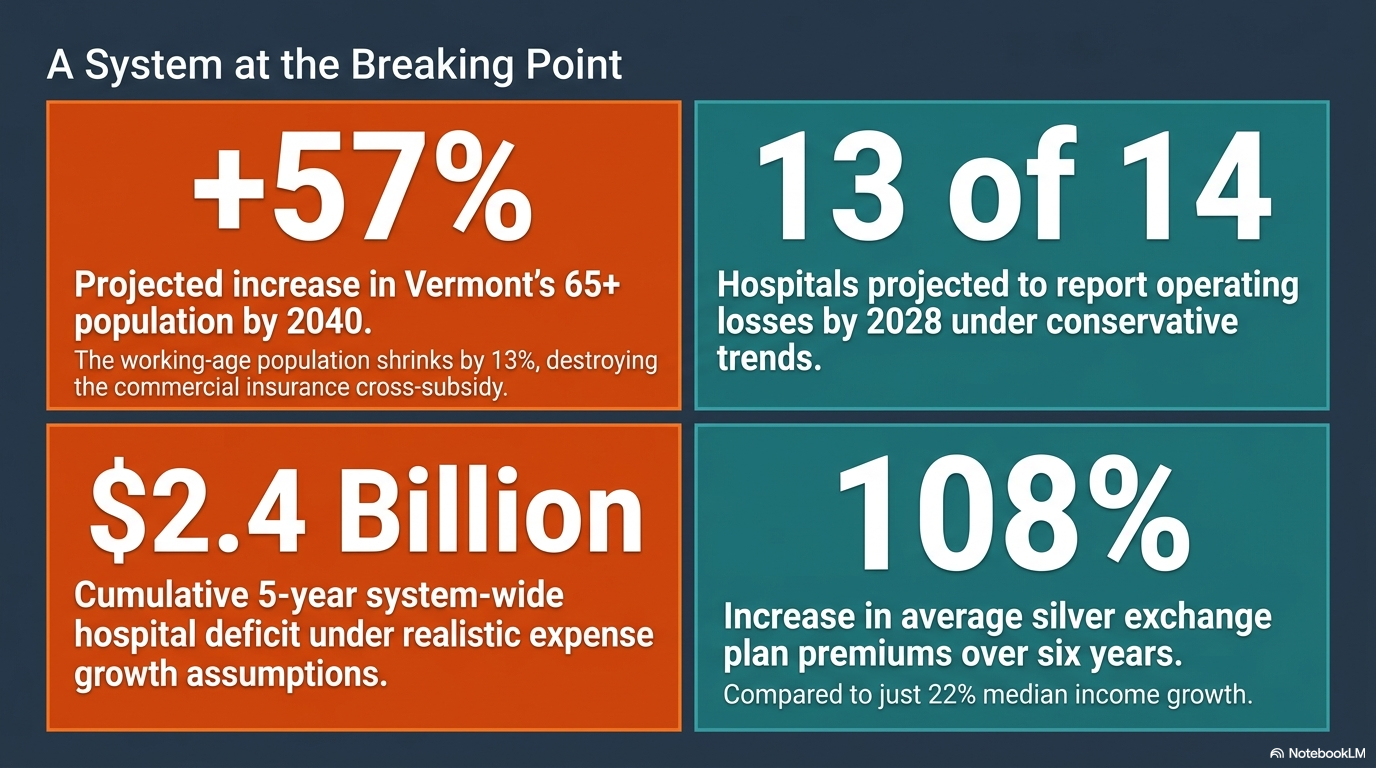 A System at the Breaking Point
+57%
Projected increase in Vermont’s 65+
population by 2040.
The working-age population shrinks by 13%, destroying
the commercial insurance cross-subsidy.
13 of 14
Hospitals projected to report operating
losses by 2028 under conservative
trends.
$2.4 Billion
Cumulative 5-year system-wide
hospital deficit under realistic expense
growth assumptions.
108%
Increase in average silver exchange
plan premiums over six years.
Compared to just 22% median income growth.
NotebookLM